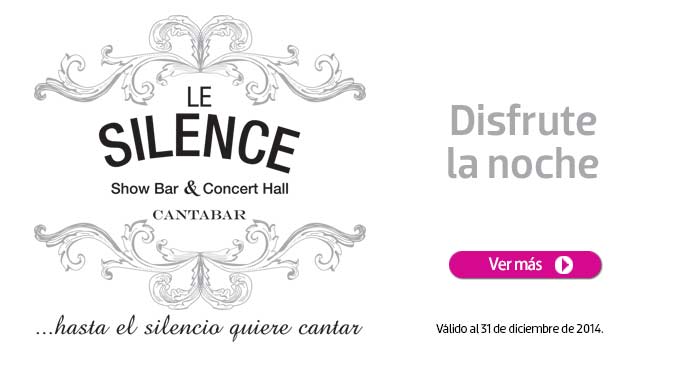 LE
SILENCE
Show Bar & Concert Hall
CANTABAR
...hasta el silencio quiere cantar
Disfrute
la noche
Ver más
Válido al 31 de diciembre de 2014.